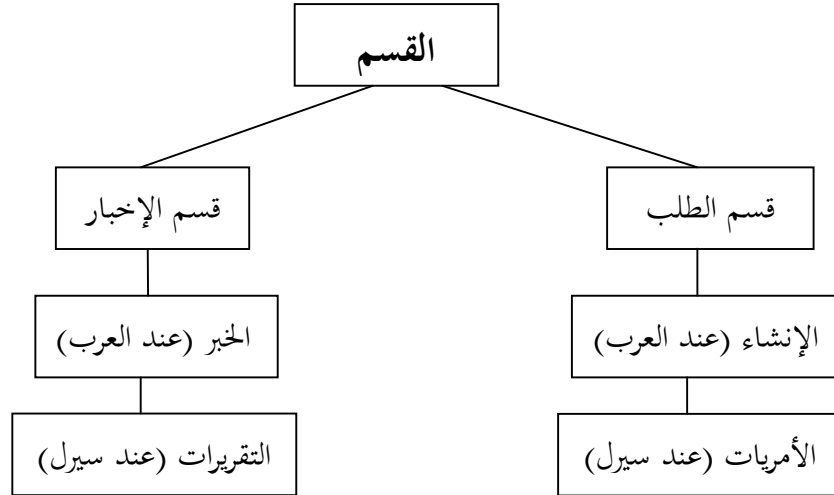 القسم
قسم الطلب
قسم الإخبار
الإنشاء (عند العرب)
الخبر (عند العرب)
الأمريات (عند سيرل)
التقريرات (عند سيرل)